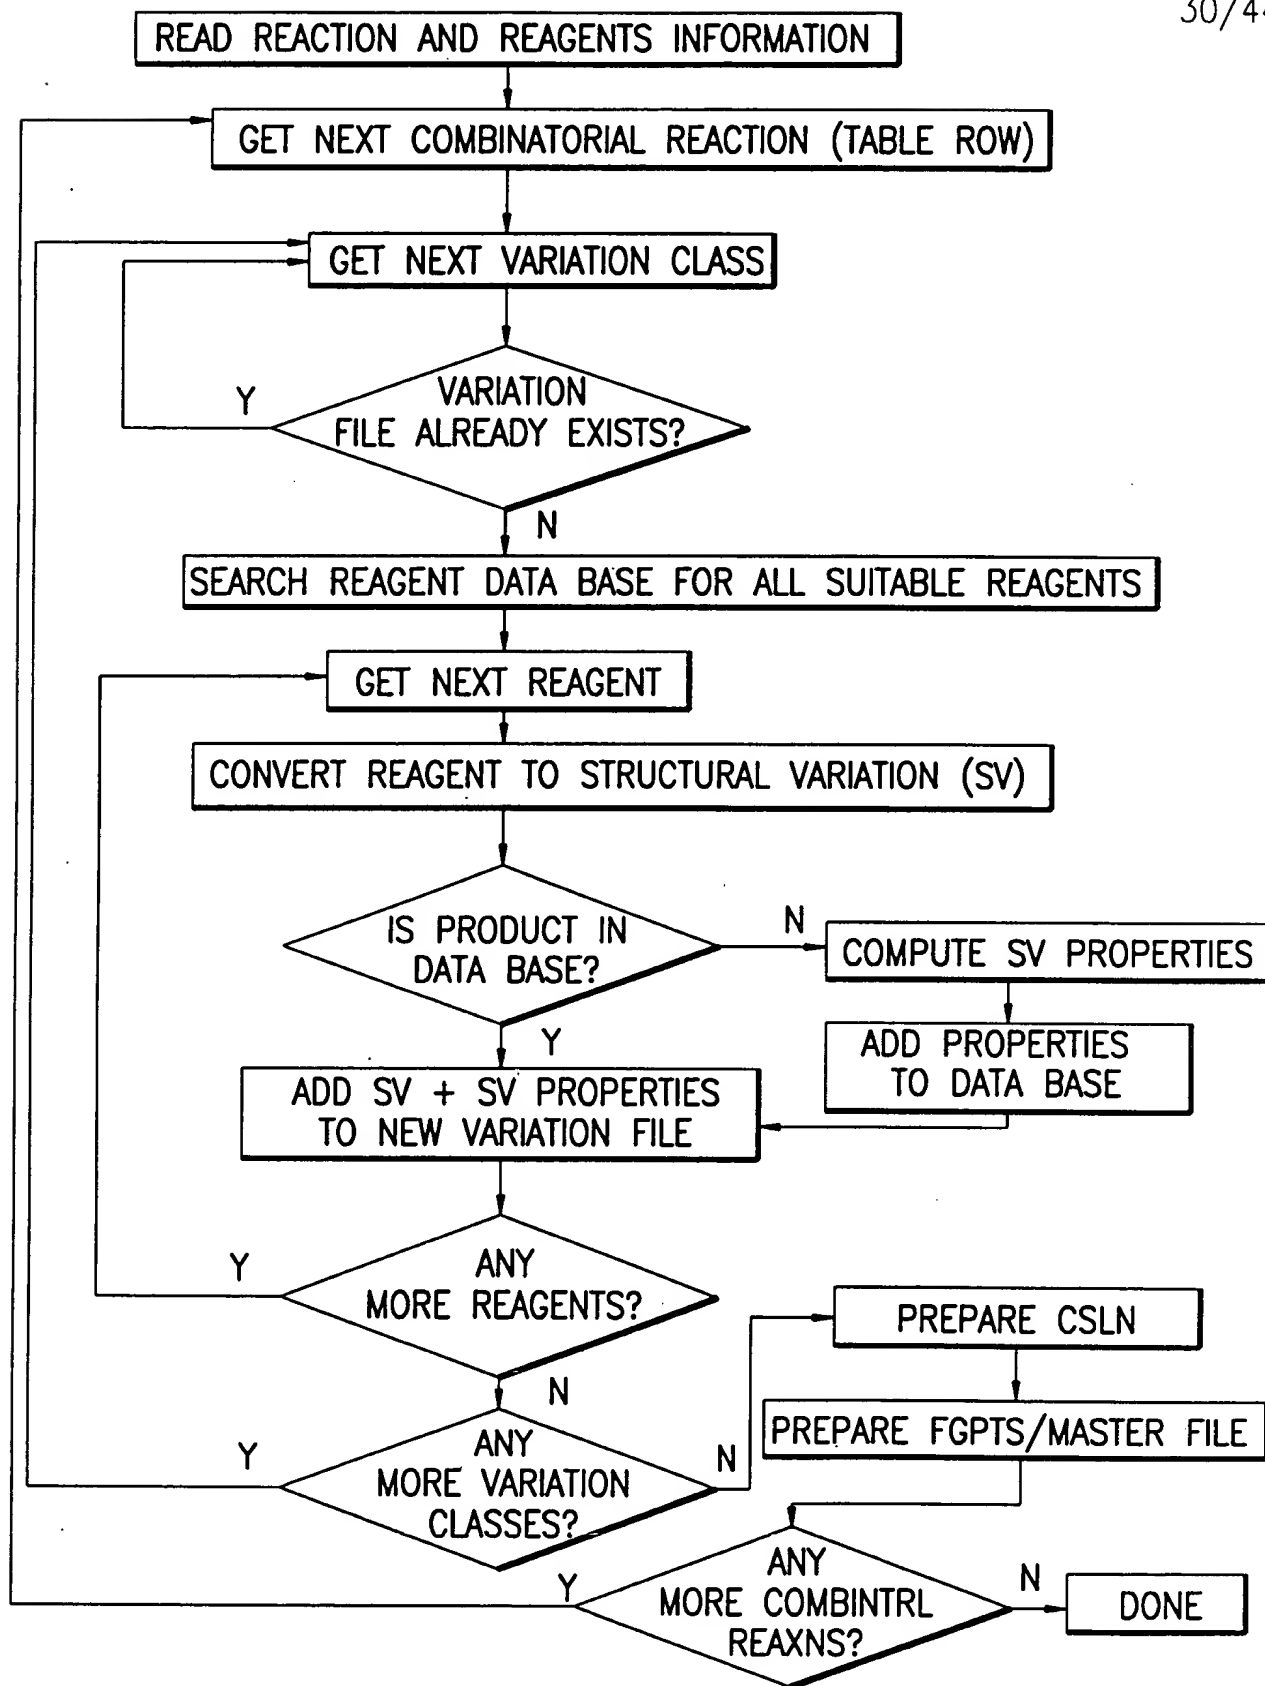 30/44
READ REACTION AND REAGENTS INFORMATION
GET NEXT COMBINATORIAL REACTION (TABLE ROW)
GET NEXT VARIATION CLASS
Y
VARIATION
FILE ALREADY EXISTS?
N
SEARCH REAGENT DATA BASE FOR ALL SUITABLE REAGENTS
GET NEXT REAGENT
CONVERT REAGENT TO STRUCTURAL VARIATION (SV)
IS PRODUCT IN
DATA BASE?
N
COMPUTE SV PROPERTIES
Y
ADD PROPERTIES
TO DATA BASE
ADD SV + SV PROPERTIES
TO NEW VARIATION FILE
Y
ANY
MORE REAGENTS?
N
PREPARE CSLN
PREPARE FGPTS/MASTER FILE
Y
ANY
MORE VARIATION
CLASSES?
N
Y
ANY
MORE COMBINTRL
REAXNS?
N
DONE